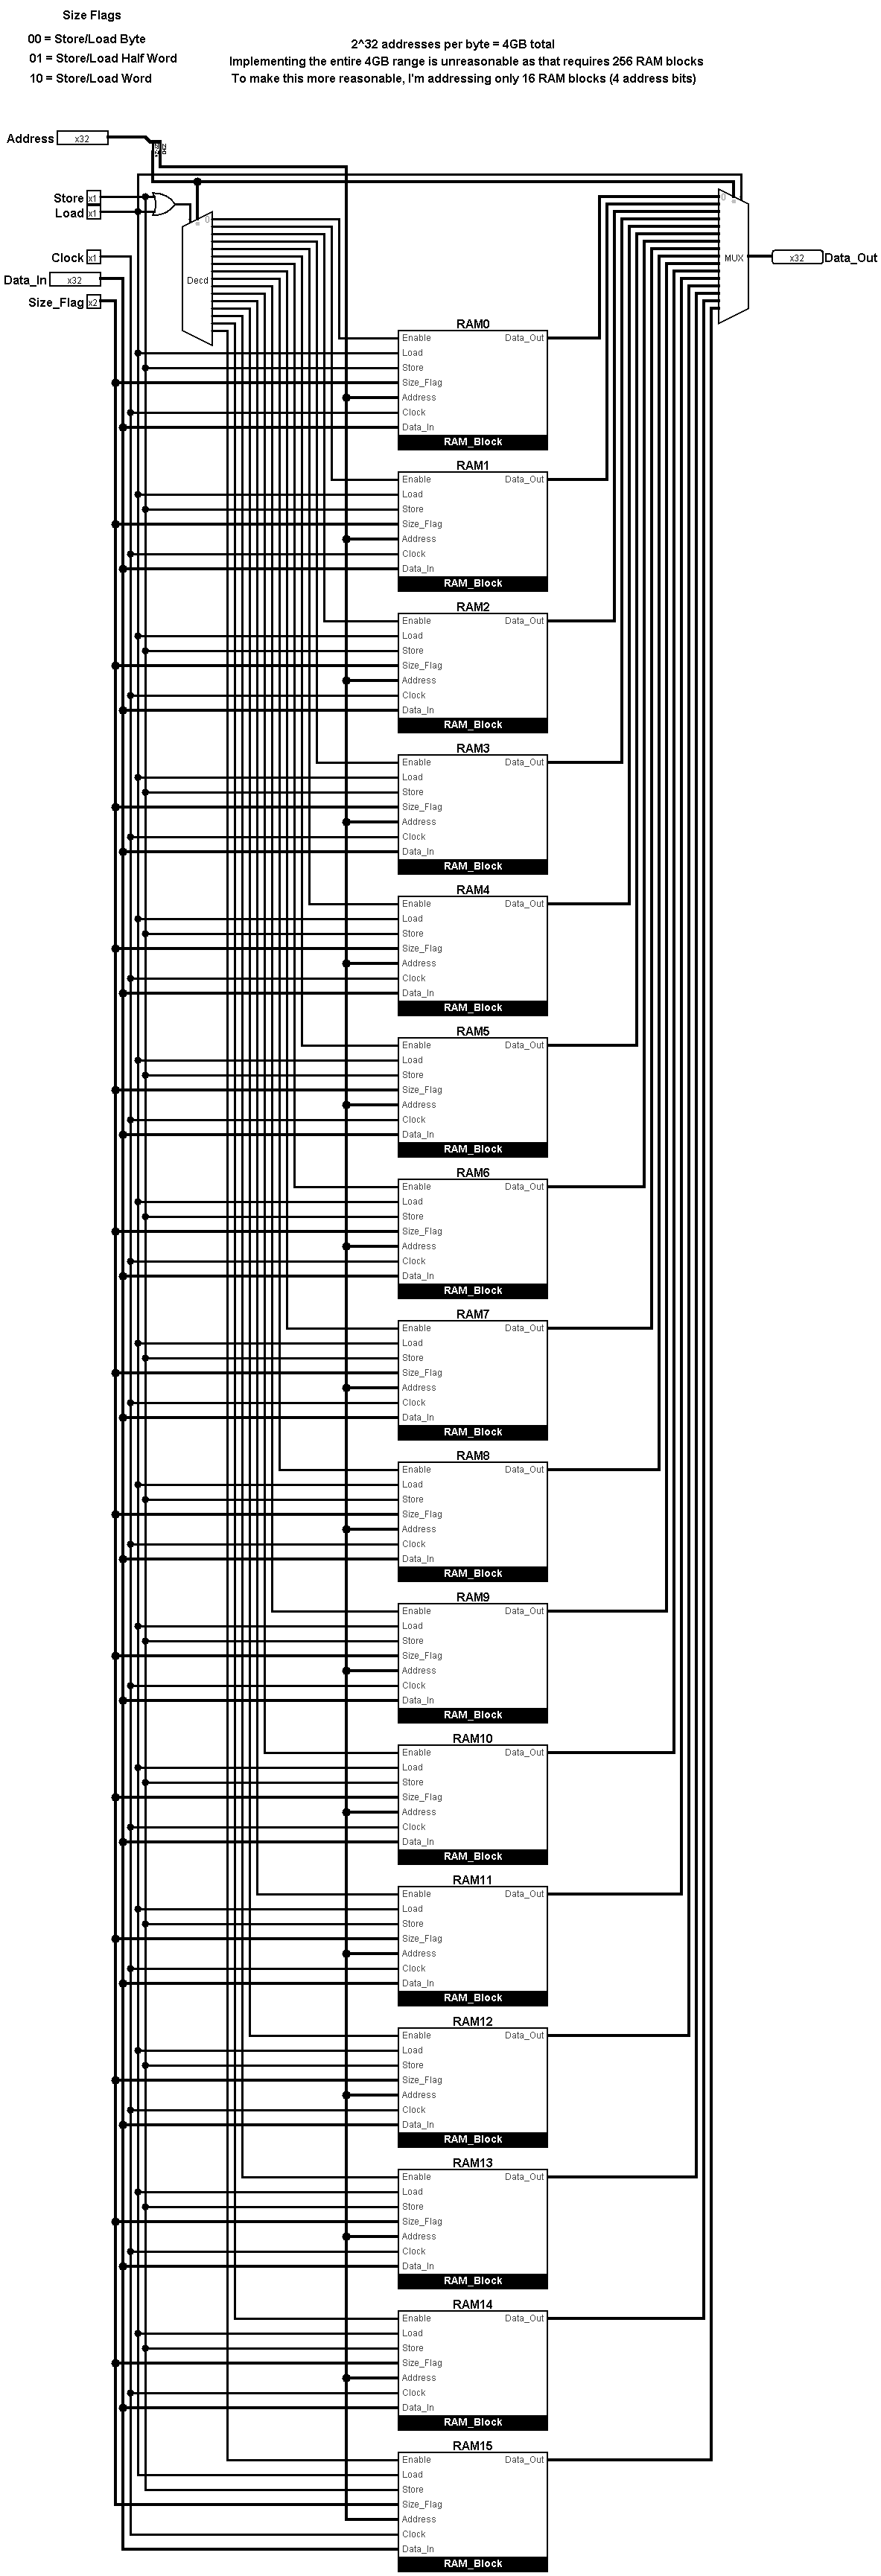 Size Flags
00 = Store/Load Byte
01 = Store/Load Half Word
10 = Store/Load Word
2^32 addresses per byte = 4GB total
Implementing the entire 4GB range is unreasonable as that requires 256 RAM blocks
To make this more reasonable, I'm addressing only 16 RAM blocks (4 address bits)
Address x32
Store x1
Load x1
Clock x1
Data_In x32
Size_Flag x2
0
Decd
0
MUX
x32 Data_Out
RAM0
Enable Data_Out
Load
Store
Size_Flag
Address
Clock
Data_In
RAM_Block
RAM1
Enable Data_Out
Load
Store
Size_Flag
Address
Clock
Data_In
RAM_Block
RAM2
Enable Data_Out
Load
Store
Size_Flag
Address
Clock
Data_In
RAM_Block
RAM3
Enable Data_Out
Load
Store
Size_Flag
Address
Clock
Data_In
RAM_Block
RAM4
Enable Data_Out
Load
Store
Size_Flag
Address
Clock
Data_In
RAM_Block
RAM5
Enable Data_Out
Load
Store
Size_Flag
Address
Clock
Data_In
RAM_Block
RAM6
Enable Data_Out
Load
Store
Size_Flag
Address
Clock
Data_In
RAM_Block
RAM7
Enable Data_Out
Load
Store
Size_Flag
Address
Clock
Data_In
RAM_Block
RAM8
Enable Data_Out
Load
Store
Size_Flag
Address
Clock
Data_In
RAM_Block
RAM9
Enable Data_Out
Load
Store
Size_Flag
Address
Clock
Data_In
RAM_Block
RAM10
Enable Data_Out
Load
Store
Size_Flag
Address
Clock
Data_In
RAM_Block
RAM11
Enable Data_Out
Load
Store
Size_Flag
Address
Clock
Data_In
RAM_Block
RAM12
Enable Data_Out
Load
Store
Size_Flag
Address
Clock
Data_In
RAM_Block
RAM13
Enable Data_Out
Load
Store
Size_Flag
Address
Clock
Data_In
RAM_Block
RAM14
Enable Data_Out
Load
Store
Size_Flag
Address
Clock
Data_In
RAM_Block
RAM15
Enable Data_Out
Load
Store
Size_Flag
Address
Clock
Data_In
RAM_Block